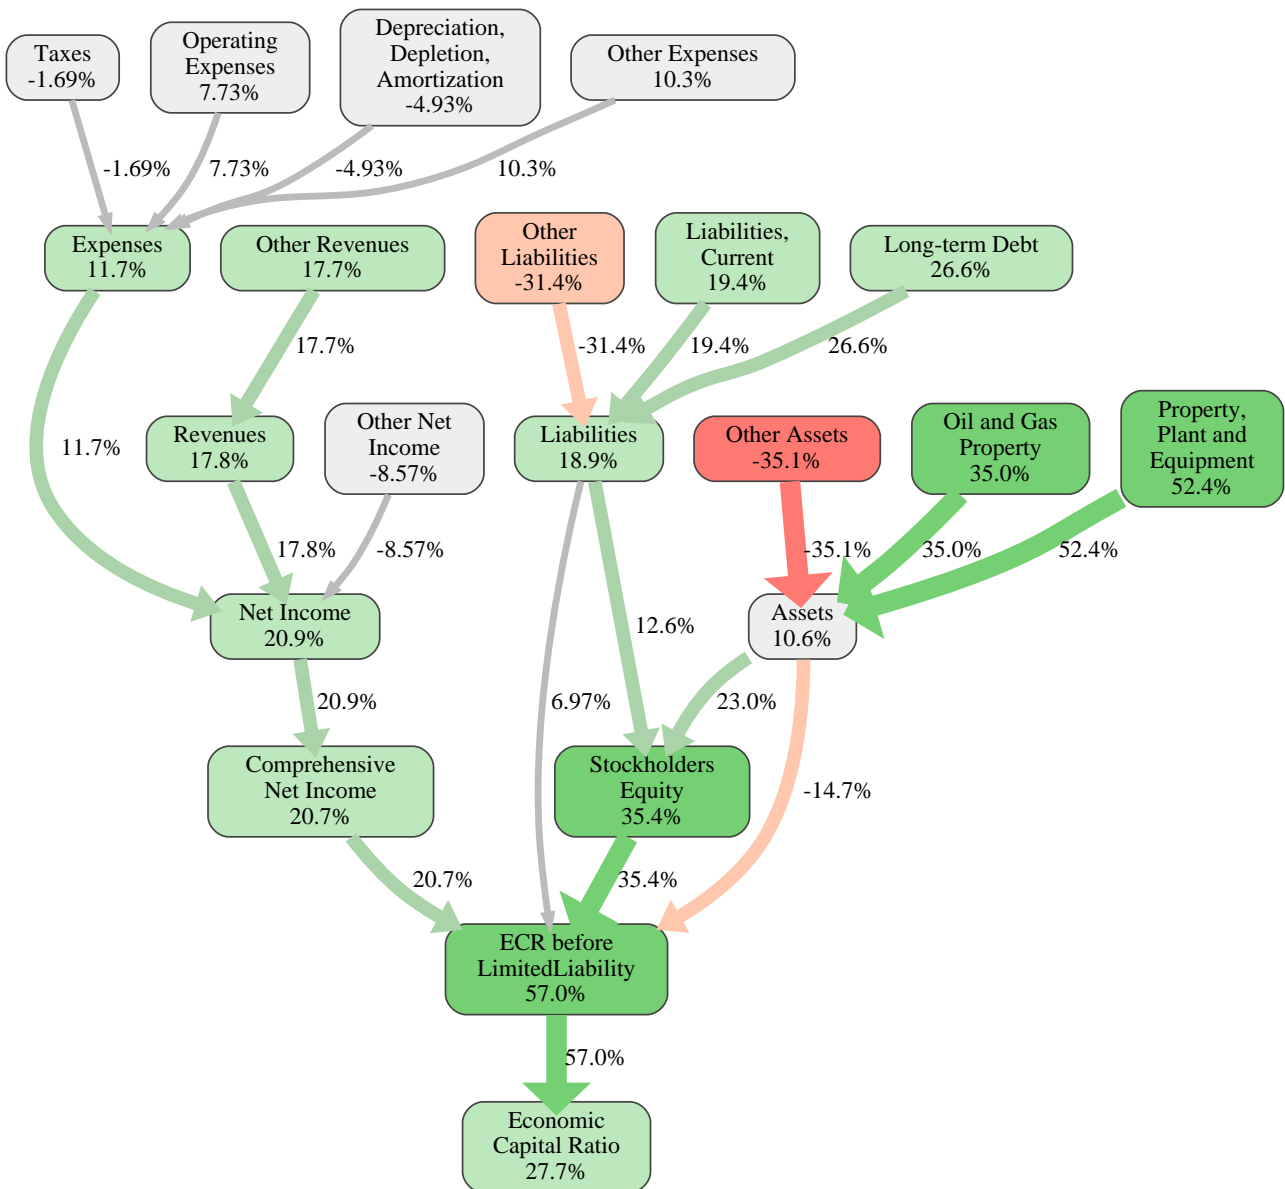 Taxes
-1.69%
Operating
Expenses
7.73%
Depreciation,
Depletion,
Amortization
-4.93%
Other Expenses
10.3%
-1.69%
7.73%
-4.93%
10.3%
Expenses
11.7%
Other Revenues
17.7%
Other
Liabilities
-31.4%
Liabilities,
Current
19.4%
Long-term Debt
26.6%
17.7%
-31.4%
19.4%
26.6%
11.7%
Revenues
17.8%
Other Net
Income
-8.57%
Liabilities
18.9%
Other Assets
-35.1%
Oil and Gas
Property
35.0%
Property,
Plant and
Equipment
52.4%
17.8%
-8.57%
-35.1%
35.0%
52.4%
Net Income
20.9%
12.6%
Assets
10.6%
20.9%
6.97%
23.0%
Comprehensive
Net Income
20.7%
Stockholders
Equity
35.4%
-14.7%
20.7%
35.4%
ECR before
LimitedLiability
57.0%
57.0%
Economic
Capital Ratio
27.7%